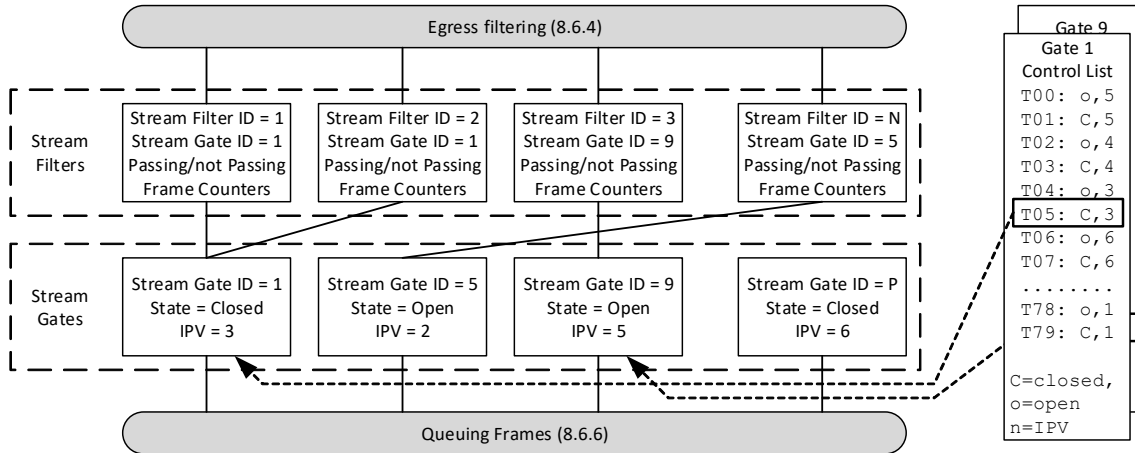 Egress filtering (8.6.4)
Stream
Filters
Stream Filter ID = 1
Stream Gate ID = 1
Passing/not Passing
Frame Counters
Stream Filter ID = 2
Stream Gate ID = 1
Passing/not Passing
Frame Counters
Stream Filter ID = 3
Stream Gate ID = 9
Passing/not Passing
Frame Counters
Stream Filter ID = N
Stream Gate ID = 5
Passing/not Passing
Frame Counters
Stream
Gates
Stream Gate ID = 1
State = Closed
IPV = 3
Stream Gate ID = 5
State = Open
IPV = 2
Stream Gate ID = 9
State = Open
IPV = 5
Stream Gate ID = P
State = Closed
IPV = 6
Queuing Frames (8.6.6)
Gate 9
Gate 1
Control List
T00: o,5
T01: C,5
T02: o,4
T03: C,4
T04: o,3
T05: C,3
T06: o,6
T07: C,6
........
T78: o,1
T79: C,1
C=closed,
o=open
n=IPV